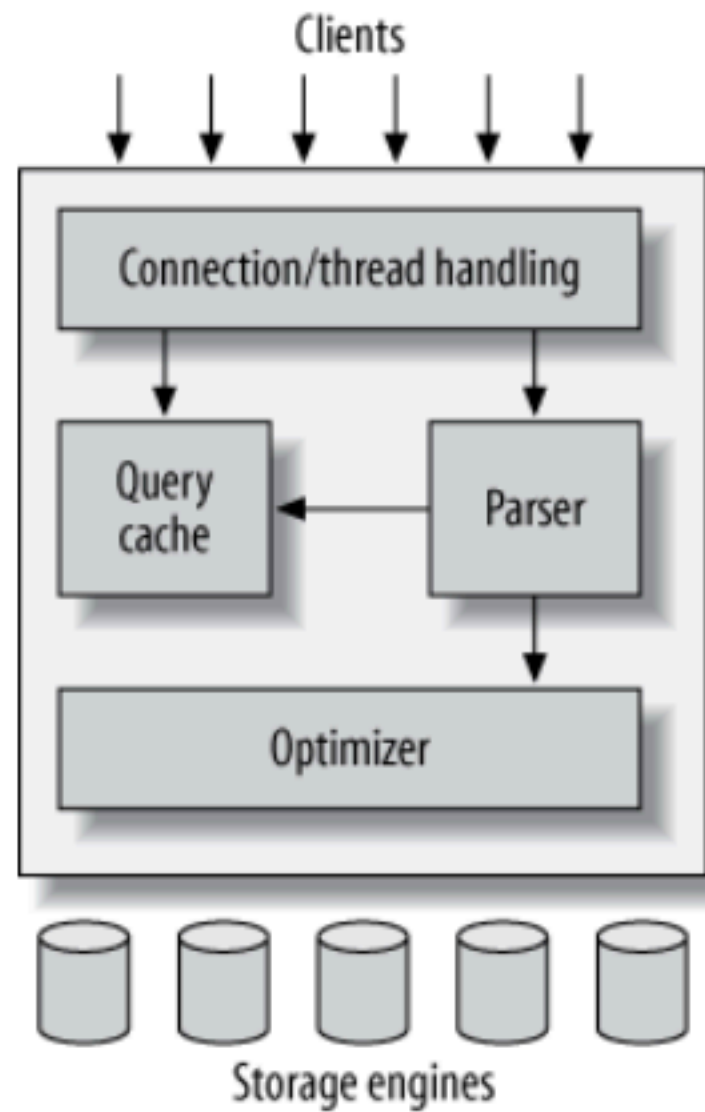 Clients
Connection/thread handling
Query
cache
Parser
Optimizer
Storage engines